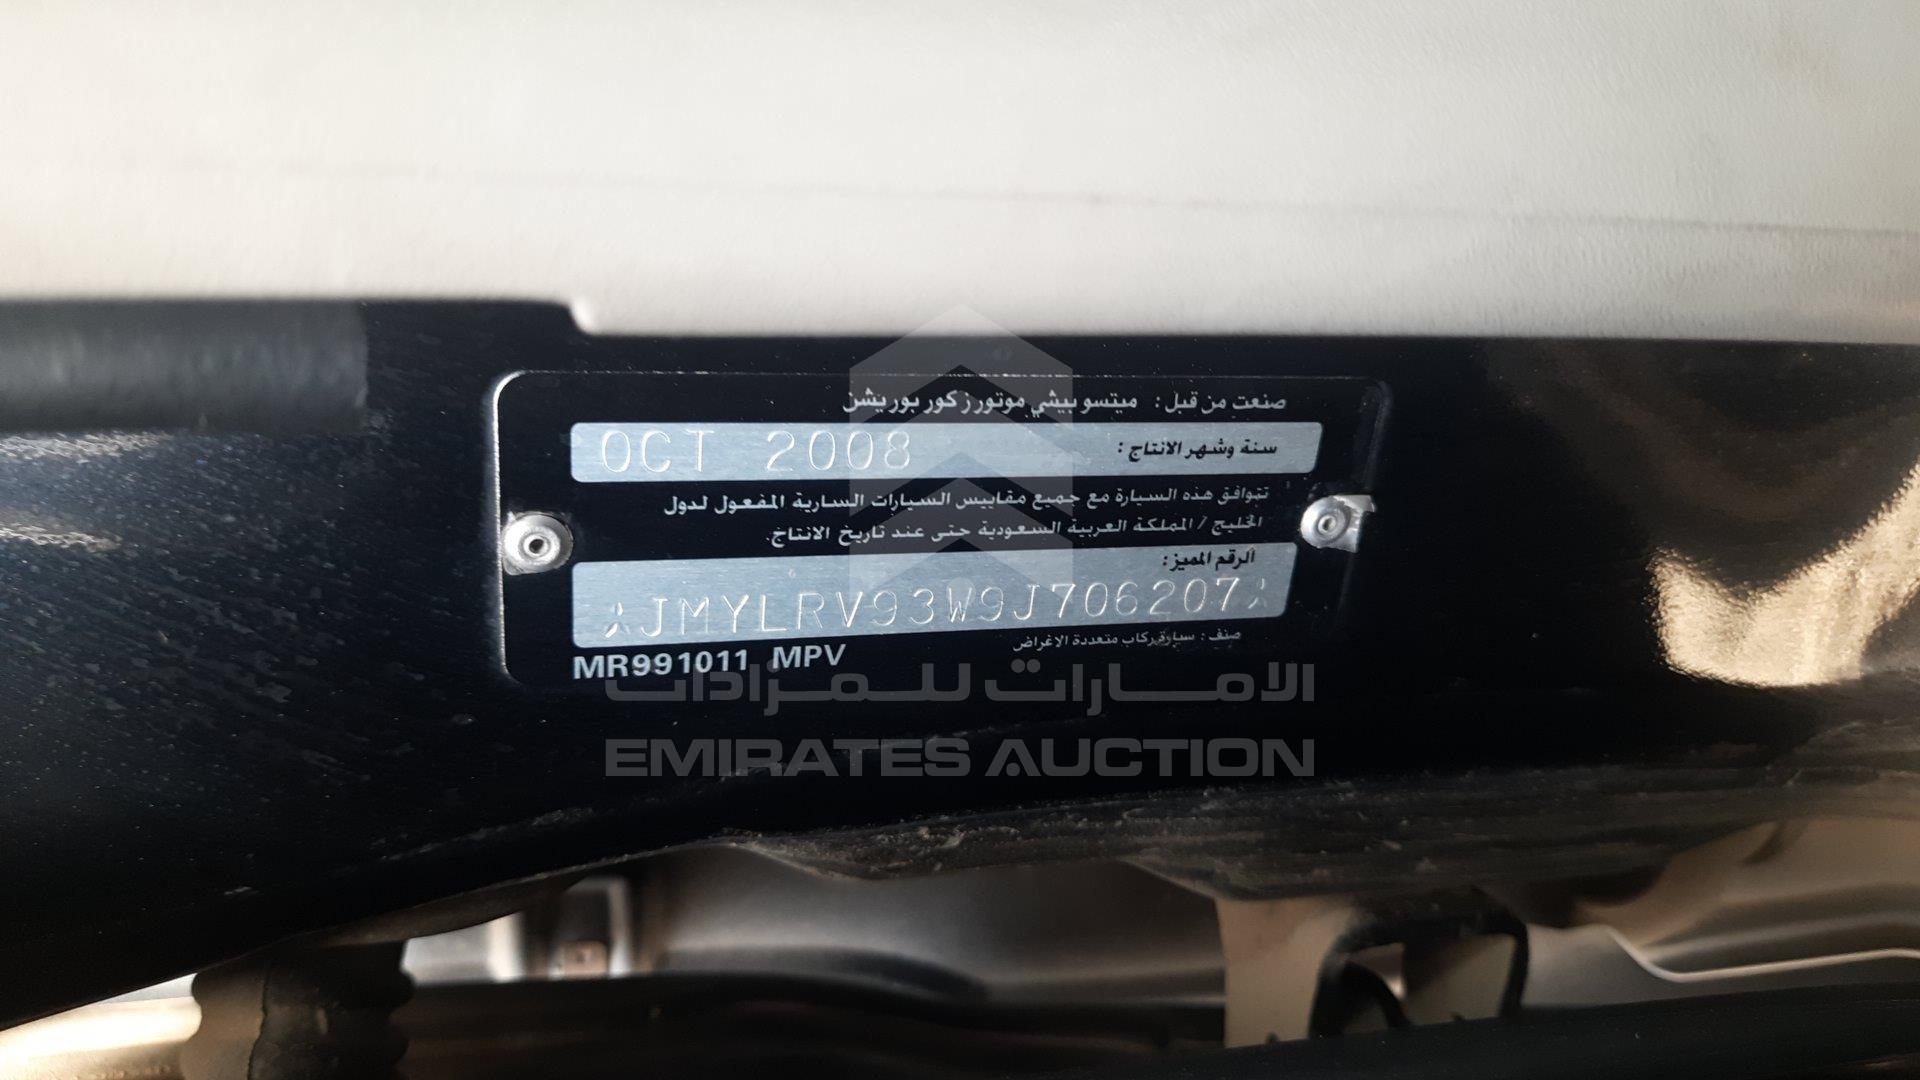 صنعت من قبل : ميتسوبيشي موتورز كوربوريشن
سنة وشهر الانتاج : OCT 2008
تتوافق هذه السيارة مع جميع مقاييس السيارات السارية المفعول لدول
الخليج / المملكة العربية السعودية حتى عند تاريخ الانتاج.
الرقم المميز:
JMYLRV93W9J706207
صنف : سيارة ركاب متعددة الاغراض
MR991011 MPV
الامارات للمزادات
EMIRATES AUCTION